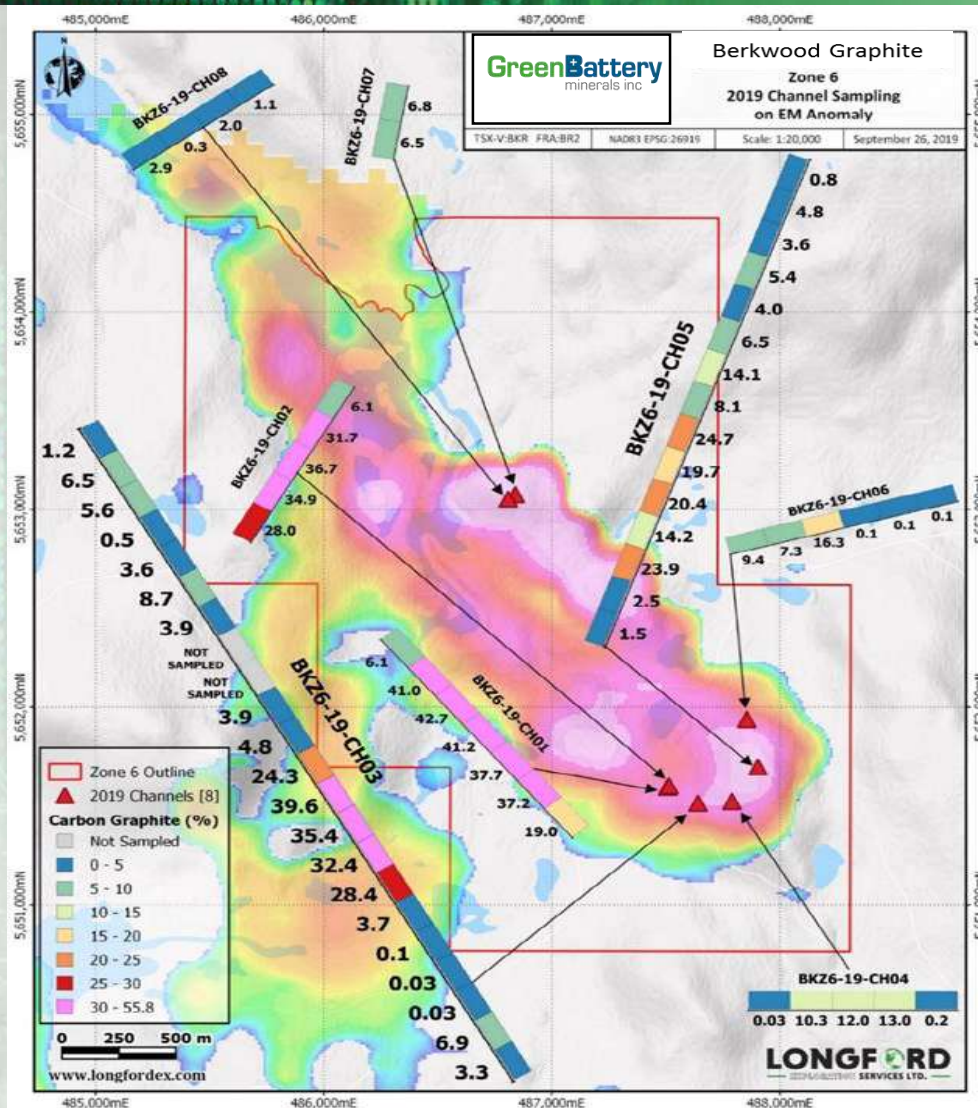 485,000mE
486,000mE
487,000mE
488,000mE
N
GreenBattery
minerals inc
Berkwood Graphite
Zone 6
2019 Channel Sampling
on EM Anomaly
TSX-V:BKR FRA:BR2
NAD83 EPSG:26919
Scale: 1:20,000
September 26, 2019
5,655,000mN
5,654,000mN
5,653,000mN
5,652,000mN
5,651,000mN
BKZ6-19-CH08
1.1
2.0
0.3
2.9
BKZ6-19-CH07
6.8
6.5
BKZ6-19-CH05
0.8
4.8
3.6
5.4
4.0
6.5
14.1
8.1
24.7
19.7
20.4
14.2
23.9
2.5
1.5
BKZ6-19-CH02
6.1
31.7
36.7
34.9
28.0
BKZ6-19-CH06
9.4
7.3
16.3
0.1
0.1
0.1
BKZ6-19-CH03
1.2
6.5
5.6
0.5
3.6
8.7
3.9
NOT
SAMPLED
NOT
SAMPLED
3.9
4.8
24.3
39.6
35.4
32.4
28.4
3.7
0.1
0.03
0.03
6.9
3.3
BKZ6-19-CH01
6.1
41.0
42.7
41.2
37.7
37.2
19.0
BKZ6-19-CH04
0.03 10.3 12.0 13.0 0.2
Zone 6 Outline
2019 Channels [8]
Carbon Graphite (%)
Not Sampled
0 - 5
5 - 10
10 - 15
15 - 20
20 - 25
25 - 30
30 - 55.8
0 250 500 m
www.longfordex.com
LONGFORD
EXPLORATION SERVICES LTD.
485,000mE
486,000mE
487,000mE
488,000mE